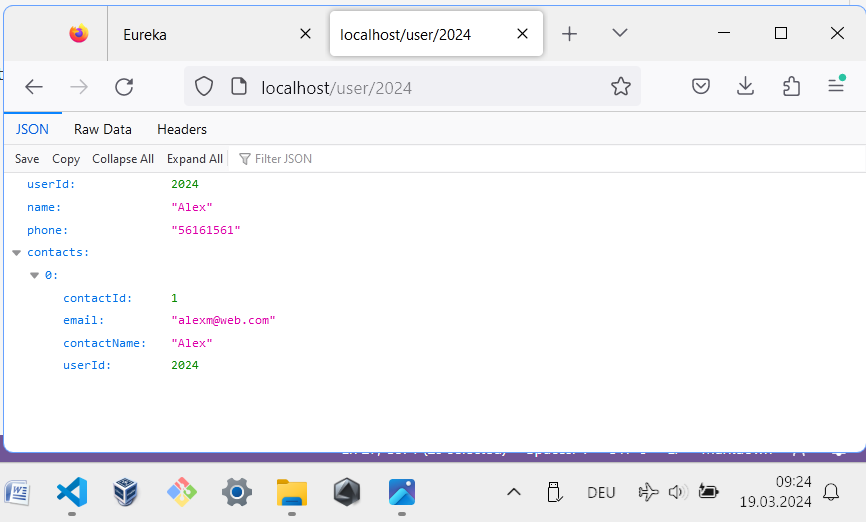 Eureka
localhost/user/2024
localhost/user/2024
JSON Raw Data Headers
Save Copy Collapse All Expand All Filter JSON
userId: 2024
name: "Alex"
phone: "56161561"
contacts:
0:
contactId: 1
email: "alexm@web.com"
contactName: "Alex"
userId: 2024
DEU
09:24
19.03.2024